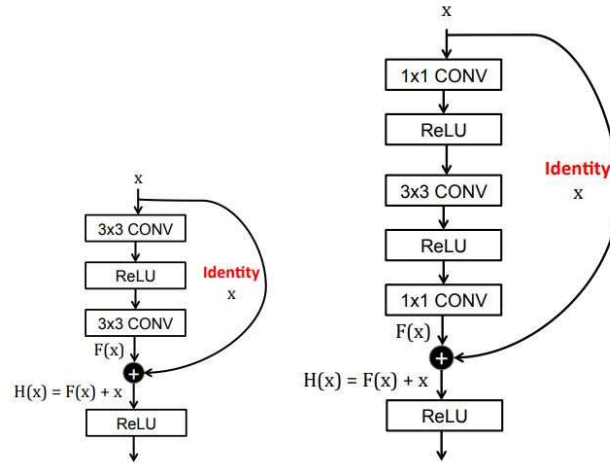 x
3x3 CONV
ReLU
Identity
x
3x3 CONV
F(x)
+
H(x) = F(x) + x
ReLU
x
1x1 CONV
ReLU
3x3 CONV
Identity
x
ReLU
1x1 CONV
F(x)
+
H(x) = F(x) + x
ReLU